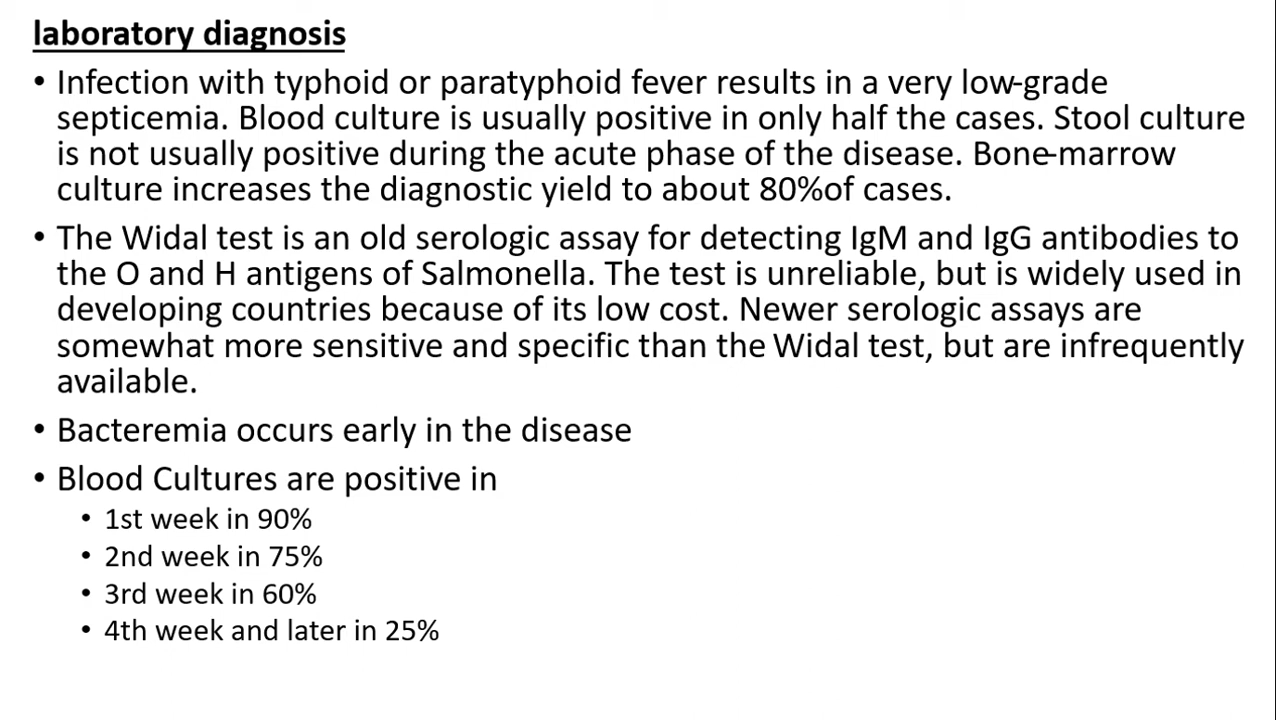 laboratory diagnosis
• Infection with typhoid or paratyphoid fever results in a very low-grade
septicemia. Blood culture is usually positive in only half the cases. Stool culture
is not usually positive during the acute phase of the disease. Bone-marrow
culture increases the diagnostic yield to about 80%of cases.
• The Widal test is an old serologic assay for detecting IgM and IgG antibodies to
the O and H antigens of Salmonella. The test is unreliable, but is widely used in
developing countries because of its low cost. Newer serologic assays are
somewhat more sensitive and specific than the Widal test, but are infrequently
available.
• Bacteremia occurs early in the disease
• Blood Cultures are positive in
• 1st week in 90%
• 2nd week in 75%
• 3rd week in 60%
• 4th week and later in 25%